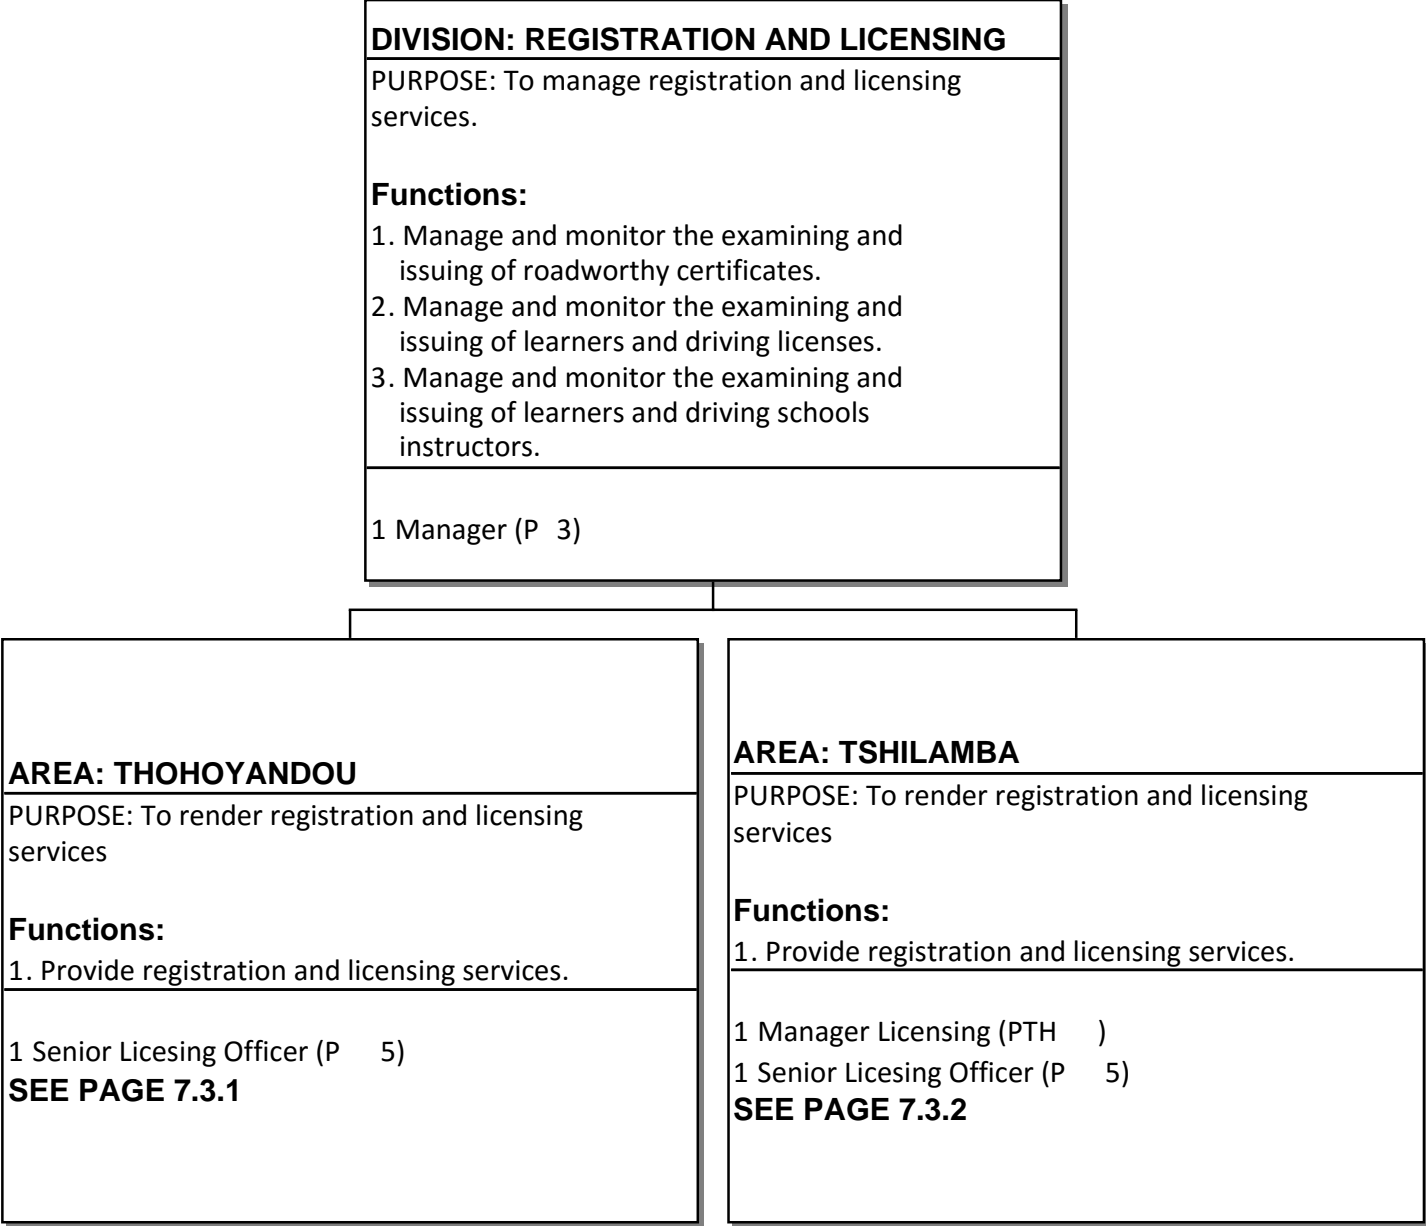 DIVISION: REGISTRATION AND LICENSING
PURPOSE: To manage registration and licensing
services.
Functions:
1. Manage and monitor the examining and
issuing of roadworthy certificates.
2. Manage and monitor the examining and
issuing of learners and driving licenses.
3. Manage and monitor the examining and
issuing of learners and driving schools
instructors.
1 Manager (P 3)
AREA: THOHOYANDOU
PURPOSE: To render registration and licensing
services
Functions:
1. Provide registration and licensing services.
1 Senior Licesing Officer (P 5)
SEE PAGE 7.3.1
AREA: TSHILAMBA
PURPOSE: To render registration and licensing
services
Functions:
1. Provide registration and licensing services.
1 Manager Licensing (PTH )
1 Senior Licesing Officer (P 5)
SEE PAGE 7.3.2